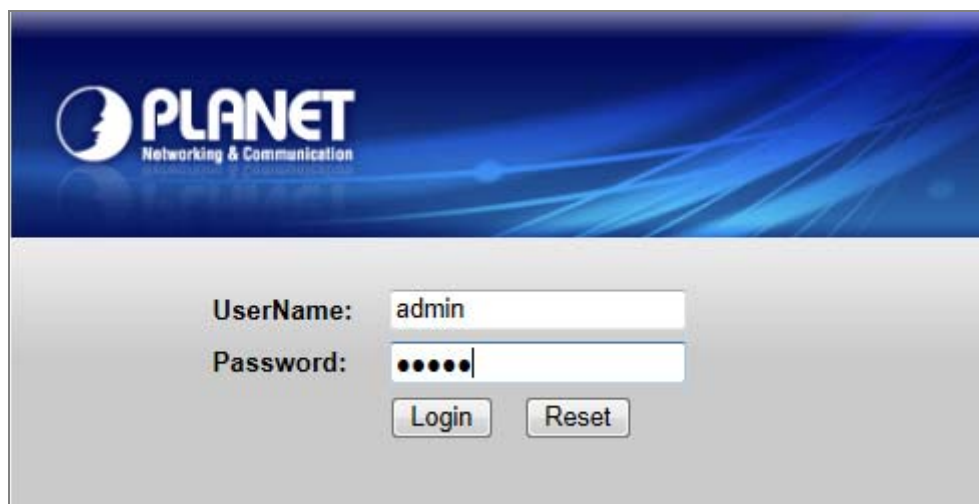 PLANET
Networking & Communication
UserName: admin
Password: •••••
Login Reset